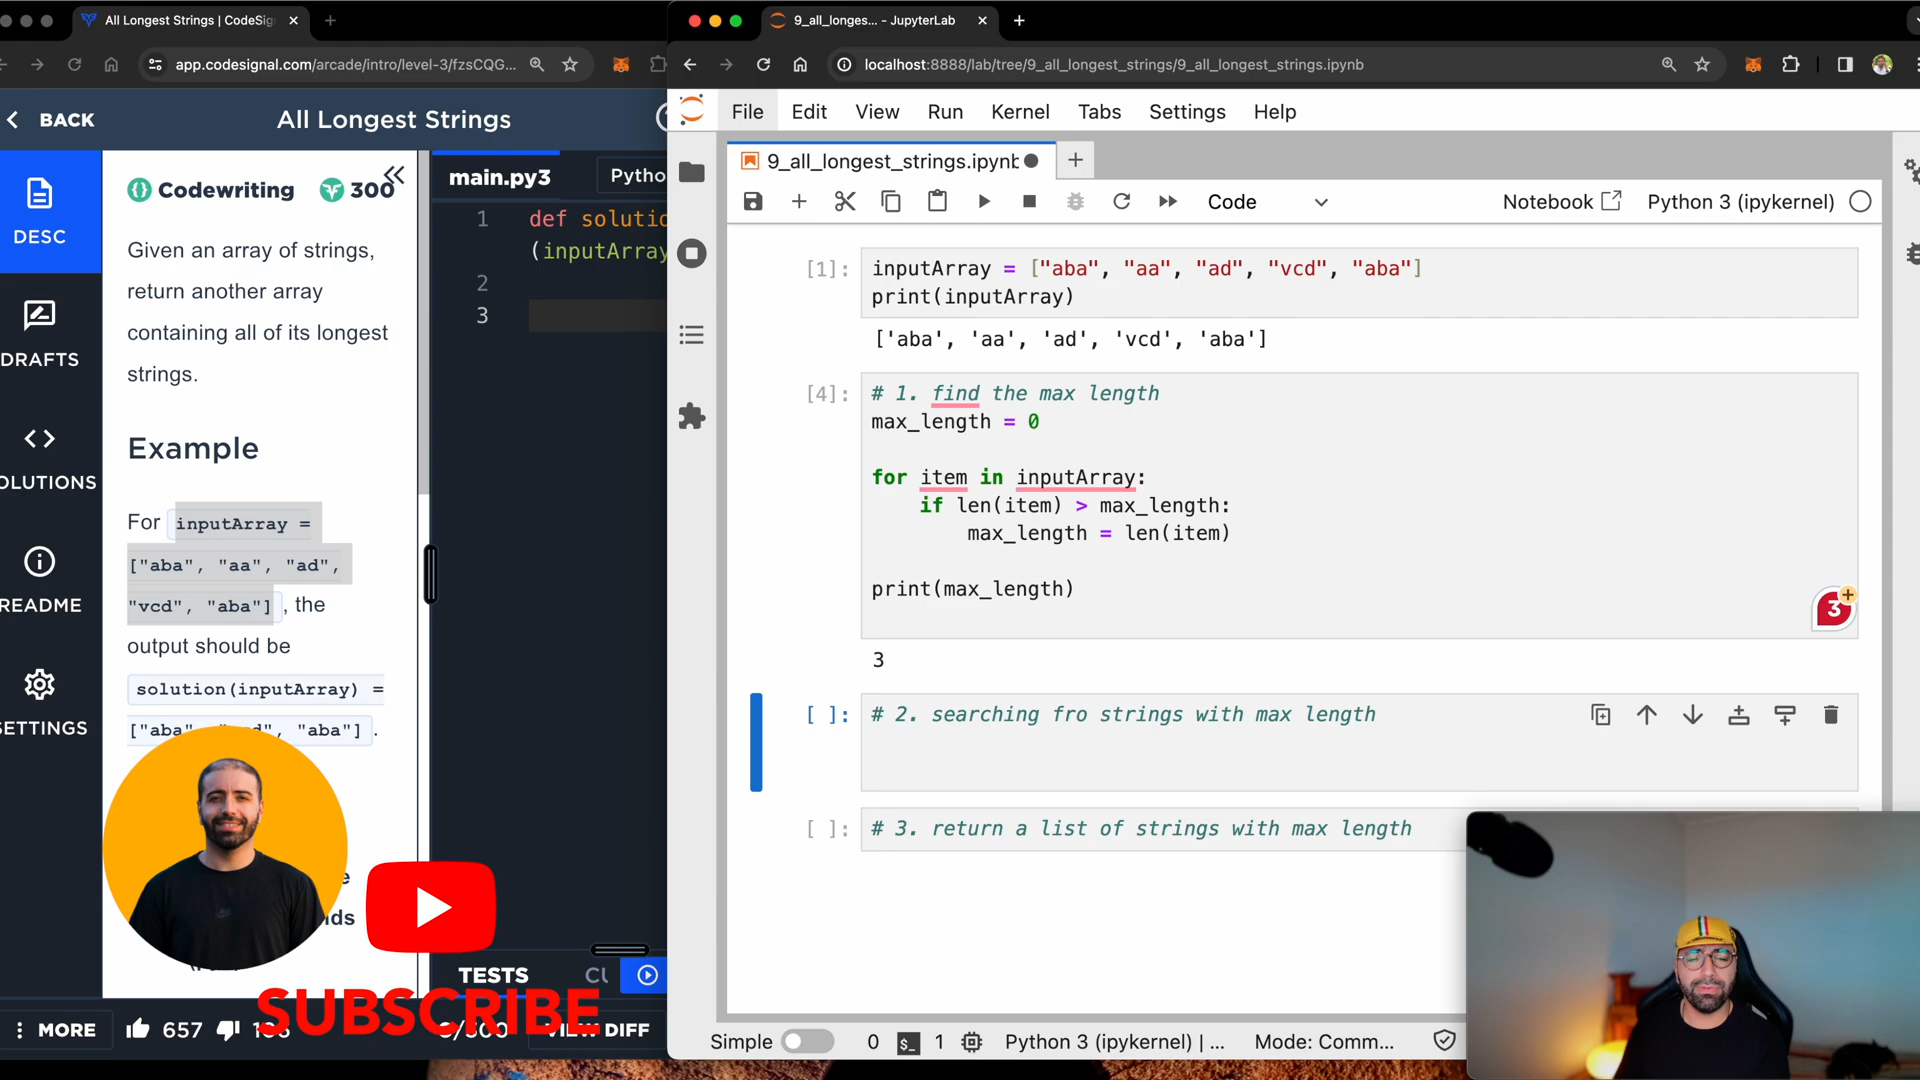 All Longest Strings | CodeSig
9_all_longes... - JupyterLab
app.codesignal.com/arcade/intro/level-3/fzsCQG...
localhost:8888/lab/tree/9_all_longest_strings/9_all_longest_strings.ipynb
BACK
All Longest Strings
File Edit View Run Kernel Tabs Settings Help
DESC
DRAFTS
OLUTIONS
README
SETTINGS
Codewriting 300
Given an array of strings,
return another array
containing all of its longest
strings.
Example
For inputArray =
["aba", "aa", "ad",
"vcd", "aba"] , the
output should be
solution(inputArray) =
"aba"] .
main.py3 Pytho
1 def solutio
(inputArray
2
3
TESTS
MORE 657
VIEW DIFF
SUBSCRIBE
9_all_longest_strings.ipynb
Code
Notebook Python 3 (ipykernel)
[1]: inputArray = ["aba", "aa", "ad", "vcd", "aba"]
print(inputArray)
['aba', 'aa', 'ad', 'vcd', 'aba']
[4]: # 1. find the max length
max_length = 0
for item in inputArray:
if len(item) > max_length:
max_length = len(item)
print(max_length)
3
3
[ ]: # 2. searching fro strings with max length
[ ]: # 3. return a list of strings with max length
Simple 0 $_ 1 Python 3 (ipykernel) | ... Mode: Comm...